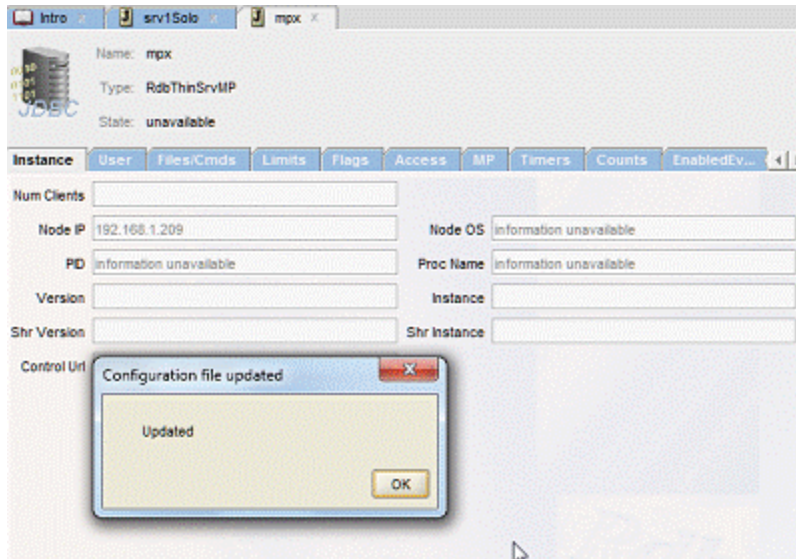 Intro srv1Solo mpx
Name: mpx
Type: RdbThinSrvMP
JDBC
State: unavailable
Instance User Files/Cmds Limits Flags Access MP Timers Counts EnabledEv...
Num Clients
Node IP 192.168.1.209 Node OS information unavailable
PID information unavailable Proc Name information unavailable
Version Instance
Shr Version Shr Instance
Control Url
Configuration file updated
Updated
OK